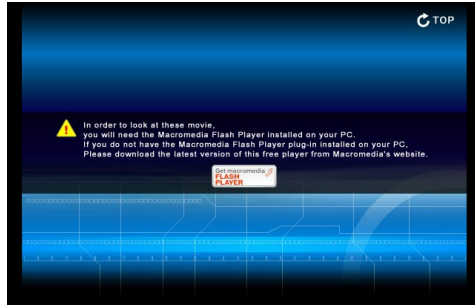 TOP
In order to look at these movie,
you will need the Macromedia Flash Player installed on your PC.
If you do not have the Macromedia Flash Player plug-in installed on your PC,
Please download the latest version of this free player from Macromedia's website.
Get macromedia
FLASH
PLAYER